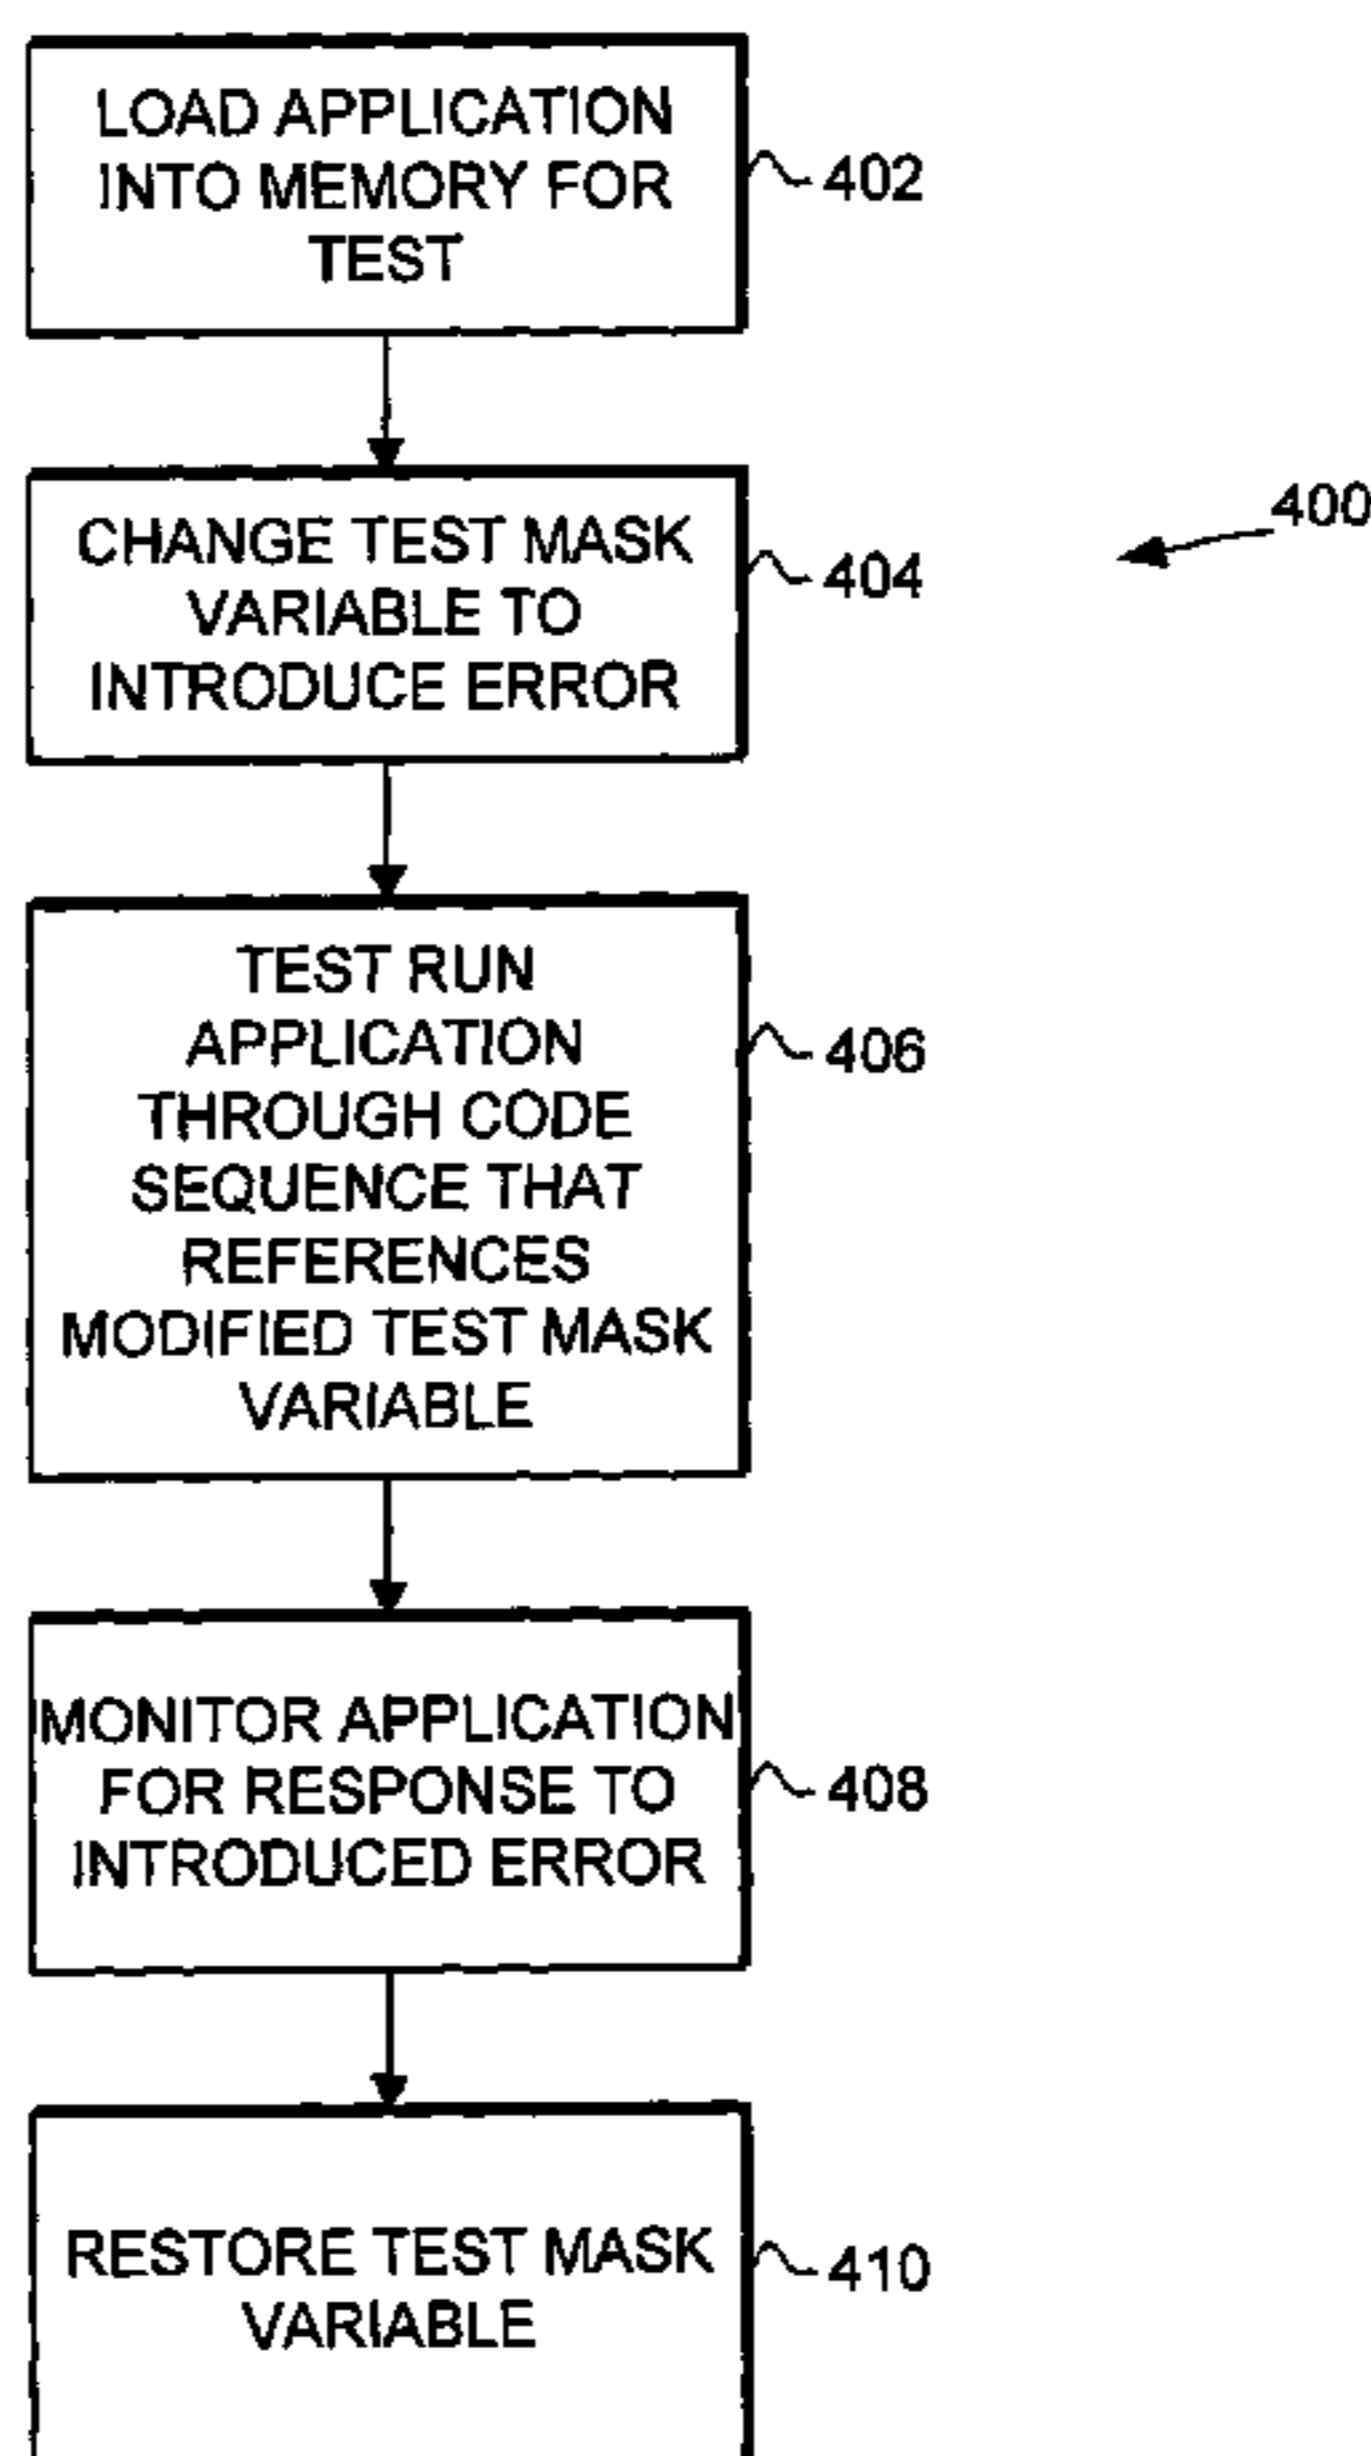 LOAD APPLICATION
INTO MEMORY FOR
TEST
402
400
CHANGE TEST MASK
VARIABLE TO
INTRODUCE ERROR
404
TEST RUN
APPLICATION
THROUGH CODE
SEQUENCE THAT
REFERENCES
MODIFIED TEST MASK
VARIABLE
406
MONITOR APPLICATION
FOR RESPONSE TO
INTRODUCED ERROR
408
RESTORE TEST MASK
VARIABLE
410